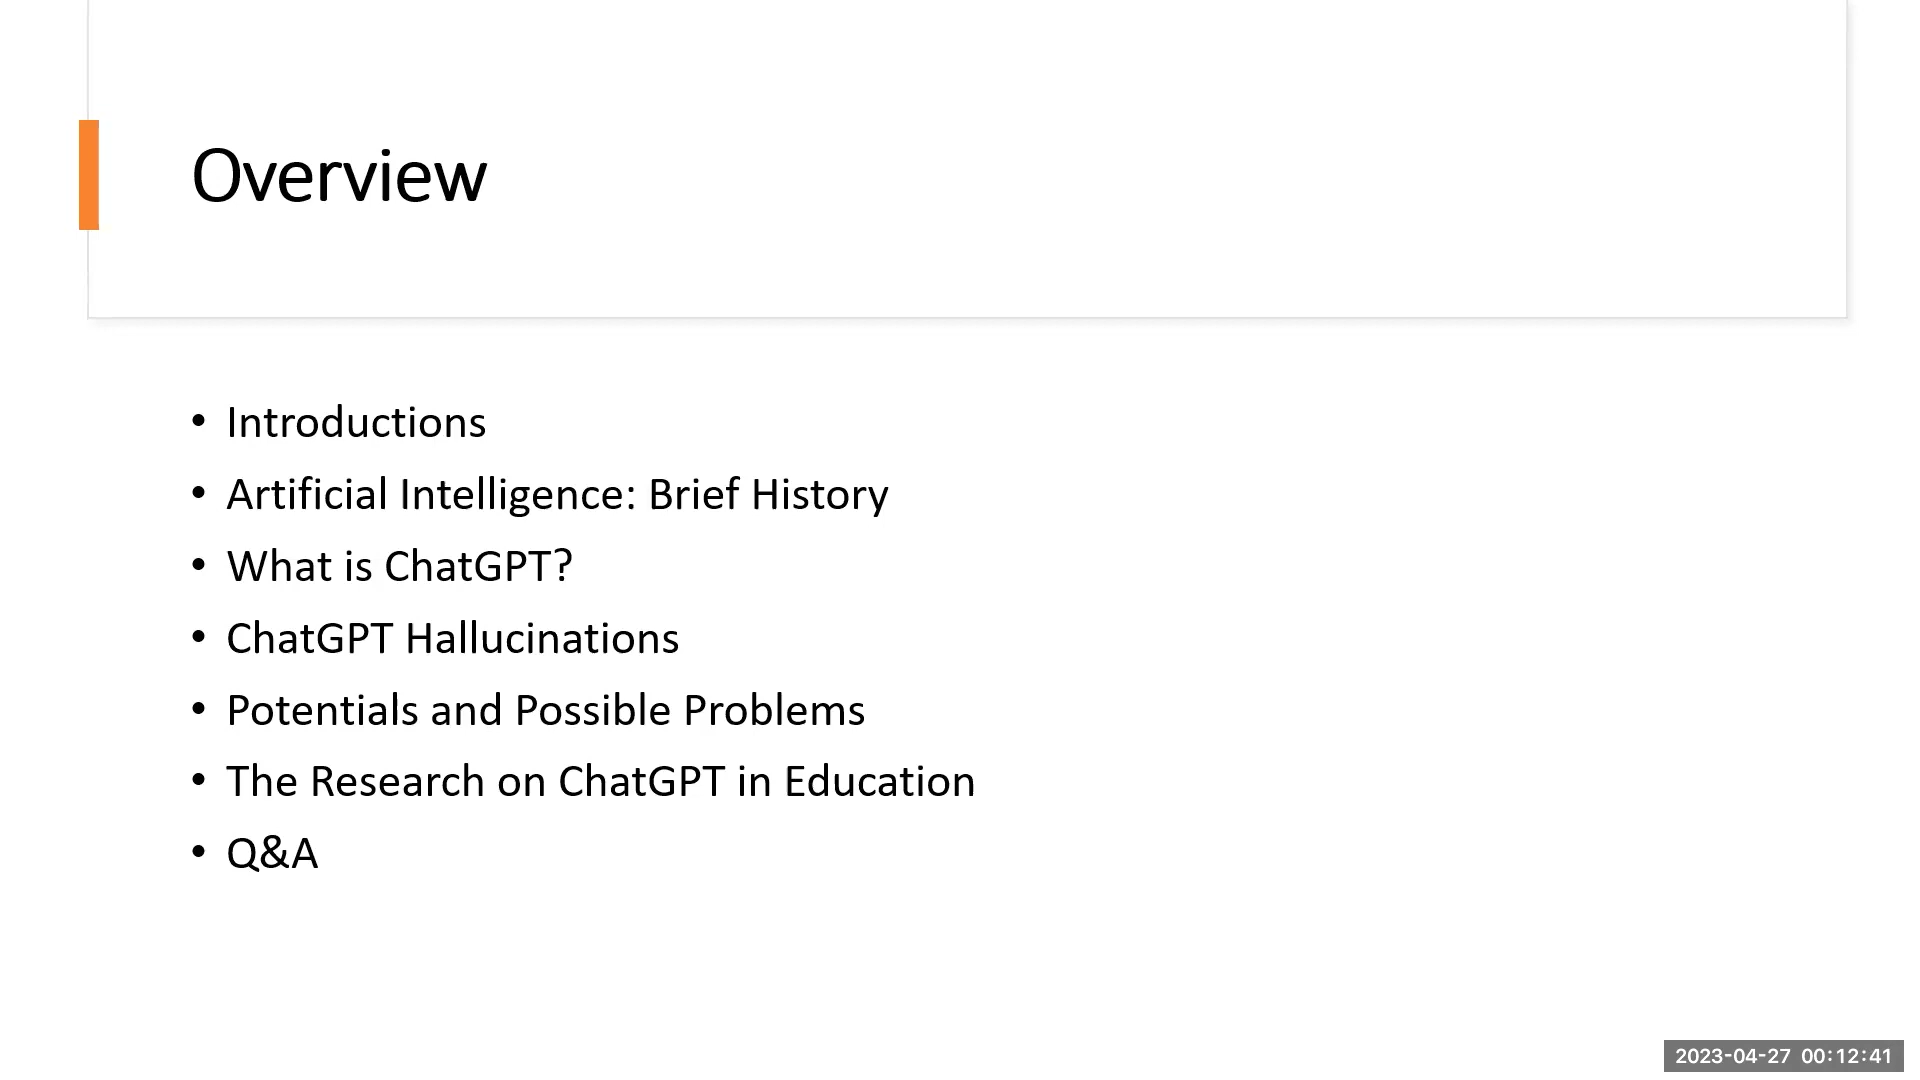 Overview
• Introductions
• Artificial Intelligence: Brief History
• What is ChatGPT?
• ChatGPT Hallucinations
• Potentials and Possible Problems
• The Research on ChatGPT in Education
• Q&A
2023-04-27 00:12:41